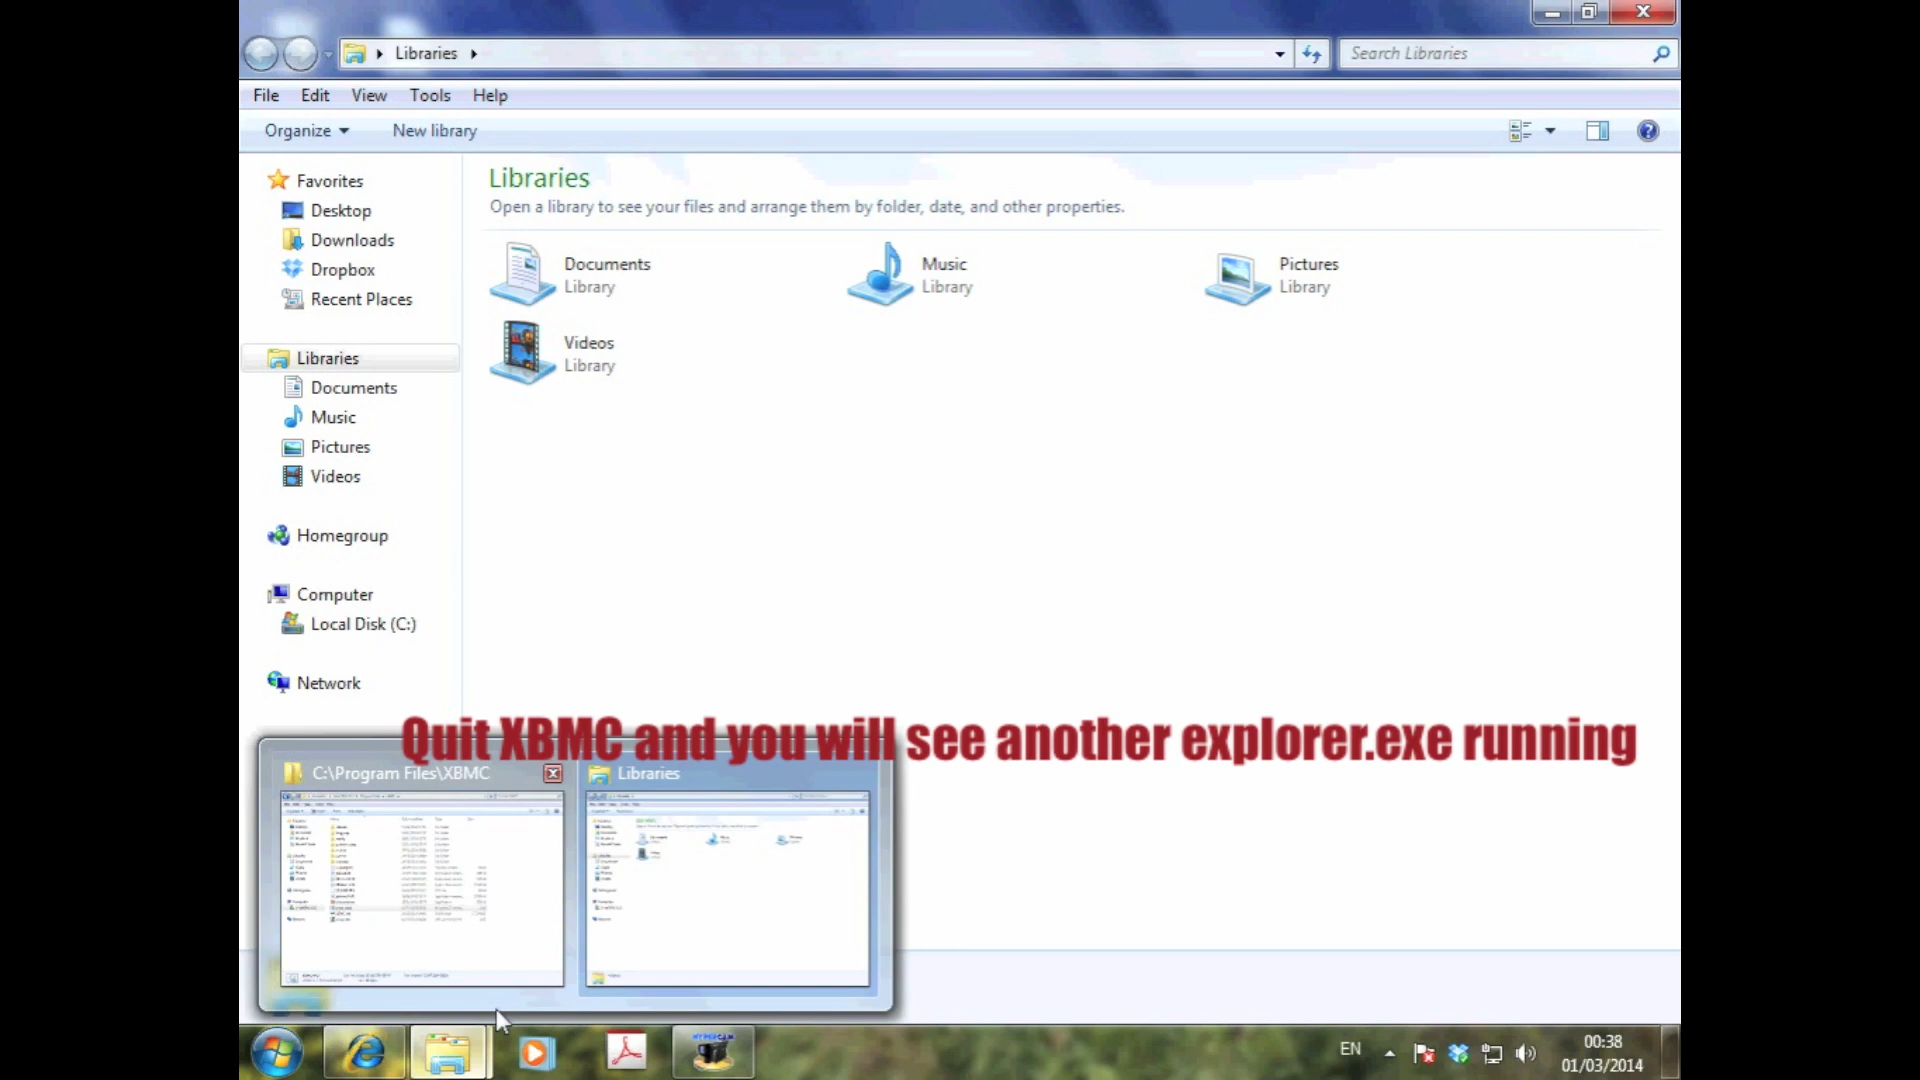 Libraries
Search Libraries
File Edit View Tools Help
Organize New library
Favorites
Desktop
Downloads
Dropbox
Recent Places
Libraries
Documents
Music
Pictures
Videos
Homegroup
Computer
Local Disk (C:)
Network
Libraries
Open a library to see your files and arrange them by folder, date, and other properties.
Documents
Library
Music
Library
Pictures
Library
Videos
Library
Quit XBMC and you will see another explorer.exe running
C:\Program Files\XBMC
Libraries
HYPERCAM
EN
00:38
01/03/2014